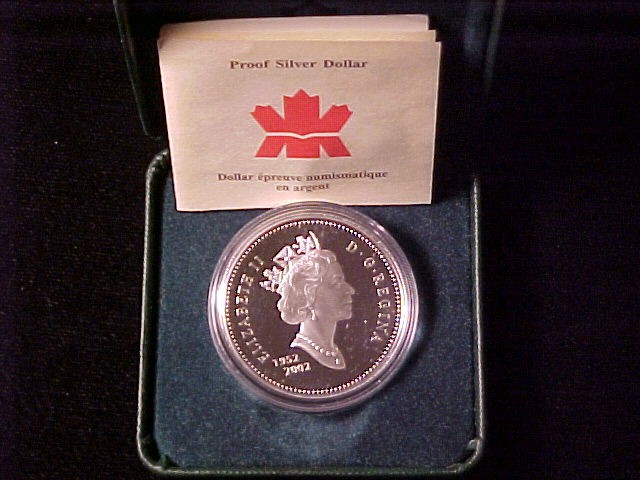 Proof Silver Dollar
Dollar épreuve numismatique
en argent
ELIZABETH II D·G·REGINA
1952
2002